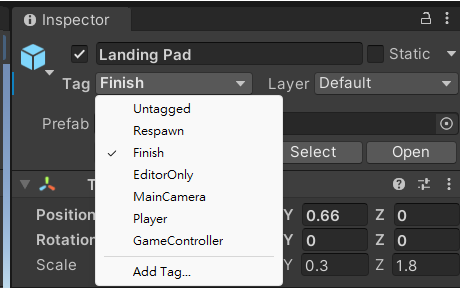 Inspector
Landing Pad
Static
Tag Finish
Layer Default
Untagged
Respawn
Finish
EditorOnly
MainCamera
Player
GameController
Add Tag...
Prefab
Select
Open
T
Position
Y 0.66 Z 0
Rotation
Y 0 Z 0
Scale
Y 0.3 Z 1.8